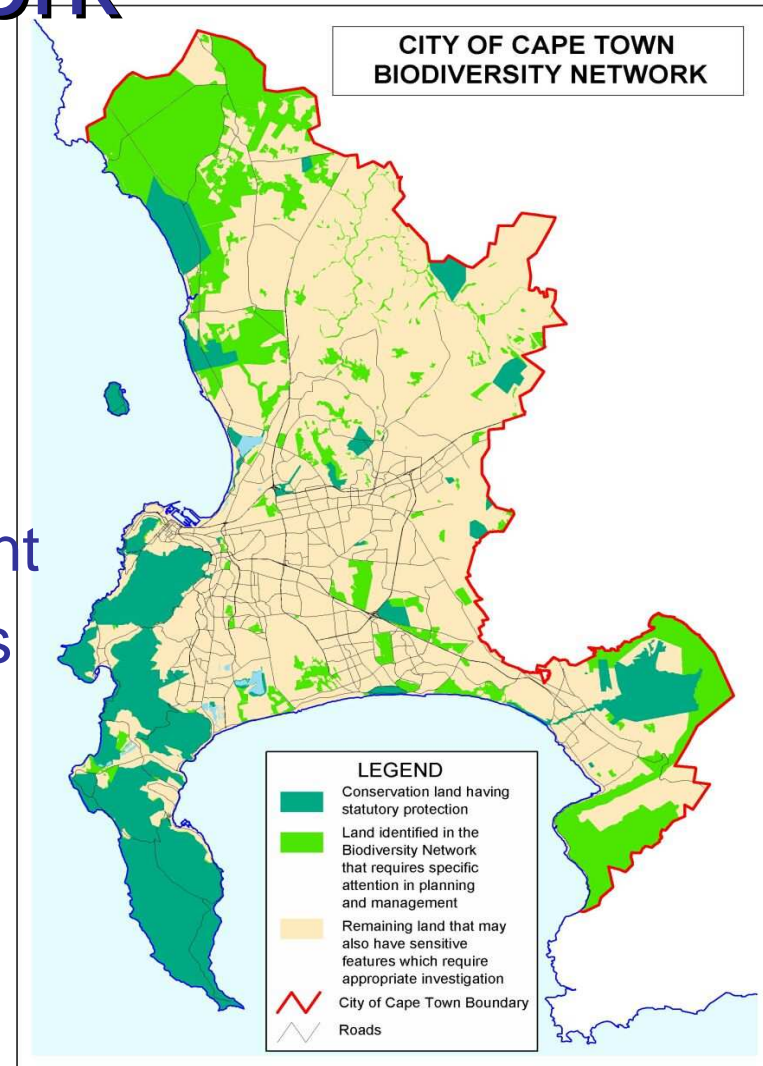 ork
CITY OF CAPE TOWN
BIODIVERSITY NETWORK
nt
s
LEGEND
Conservation land having
statutory protection
Land identified in the
Biodiversity Network
that requires specific
attention in planning
and management
Remaining land that may
also have sensitive
features which require
appropriate investigation
City of Cape Town Boundary
Roads